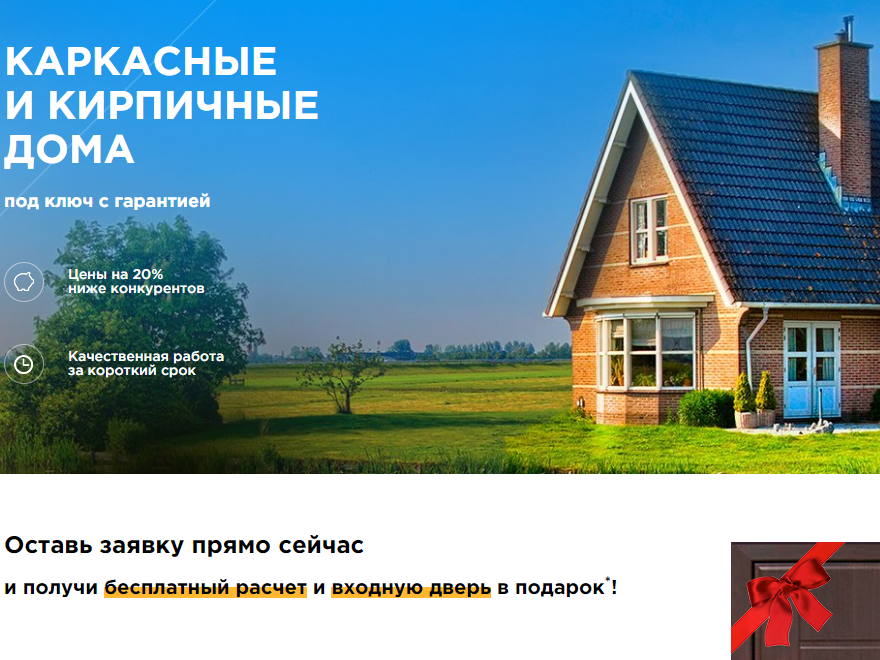 КАРКАСНЫЕ
И КИРПИЧНЫЕ
ДОМА
под ключ с гарантией
Цены на 20%
ниже конкурентов
Качественная работа
за короткий срок
Оставь заявку прямо сейчас
и получи бесплатный расчет и входную дверь в подарок*!